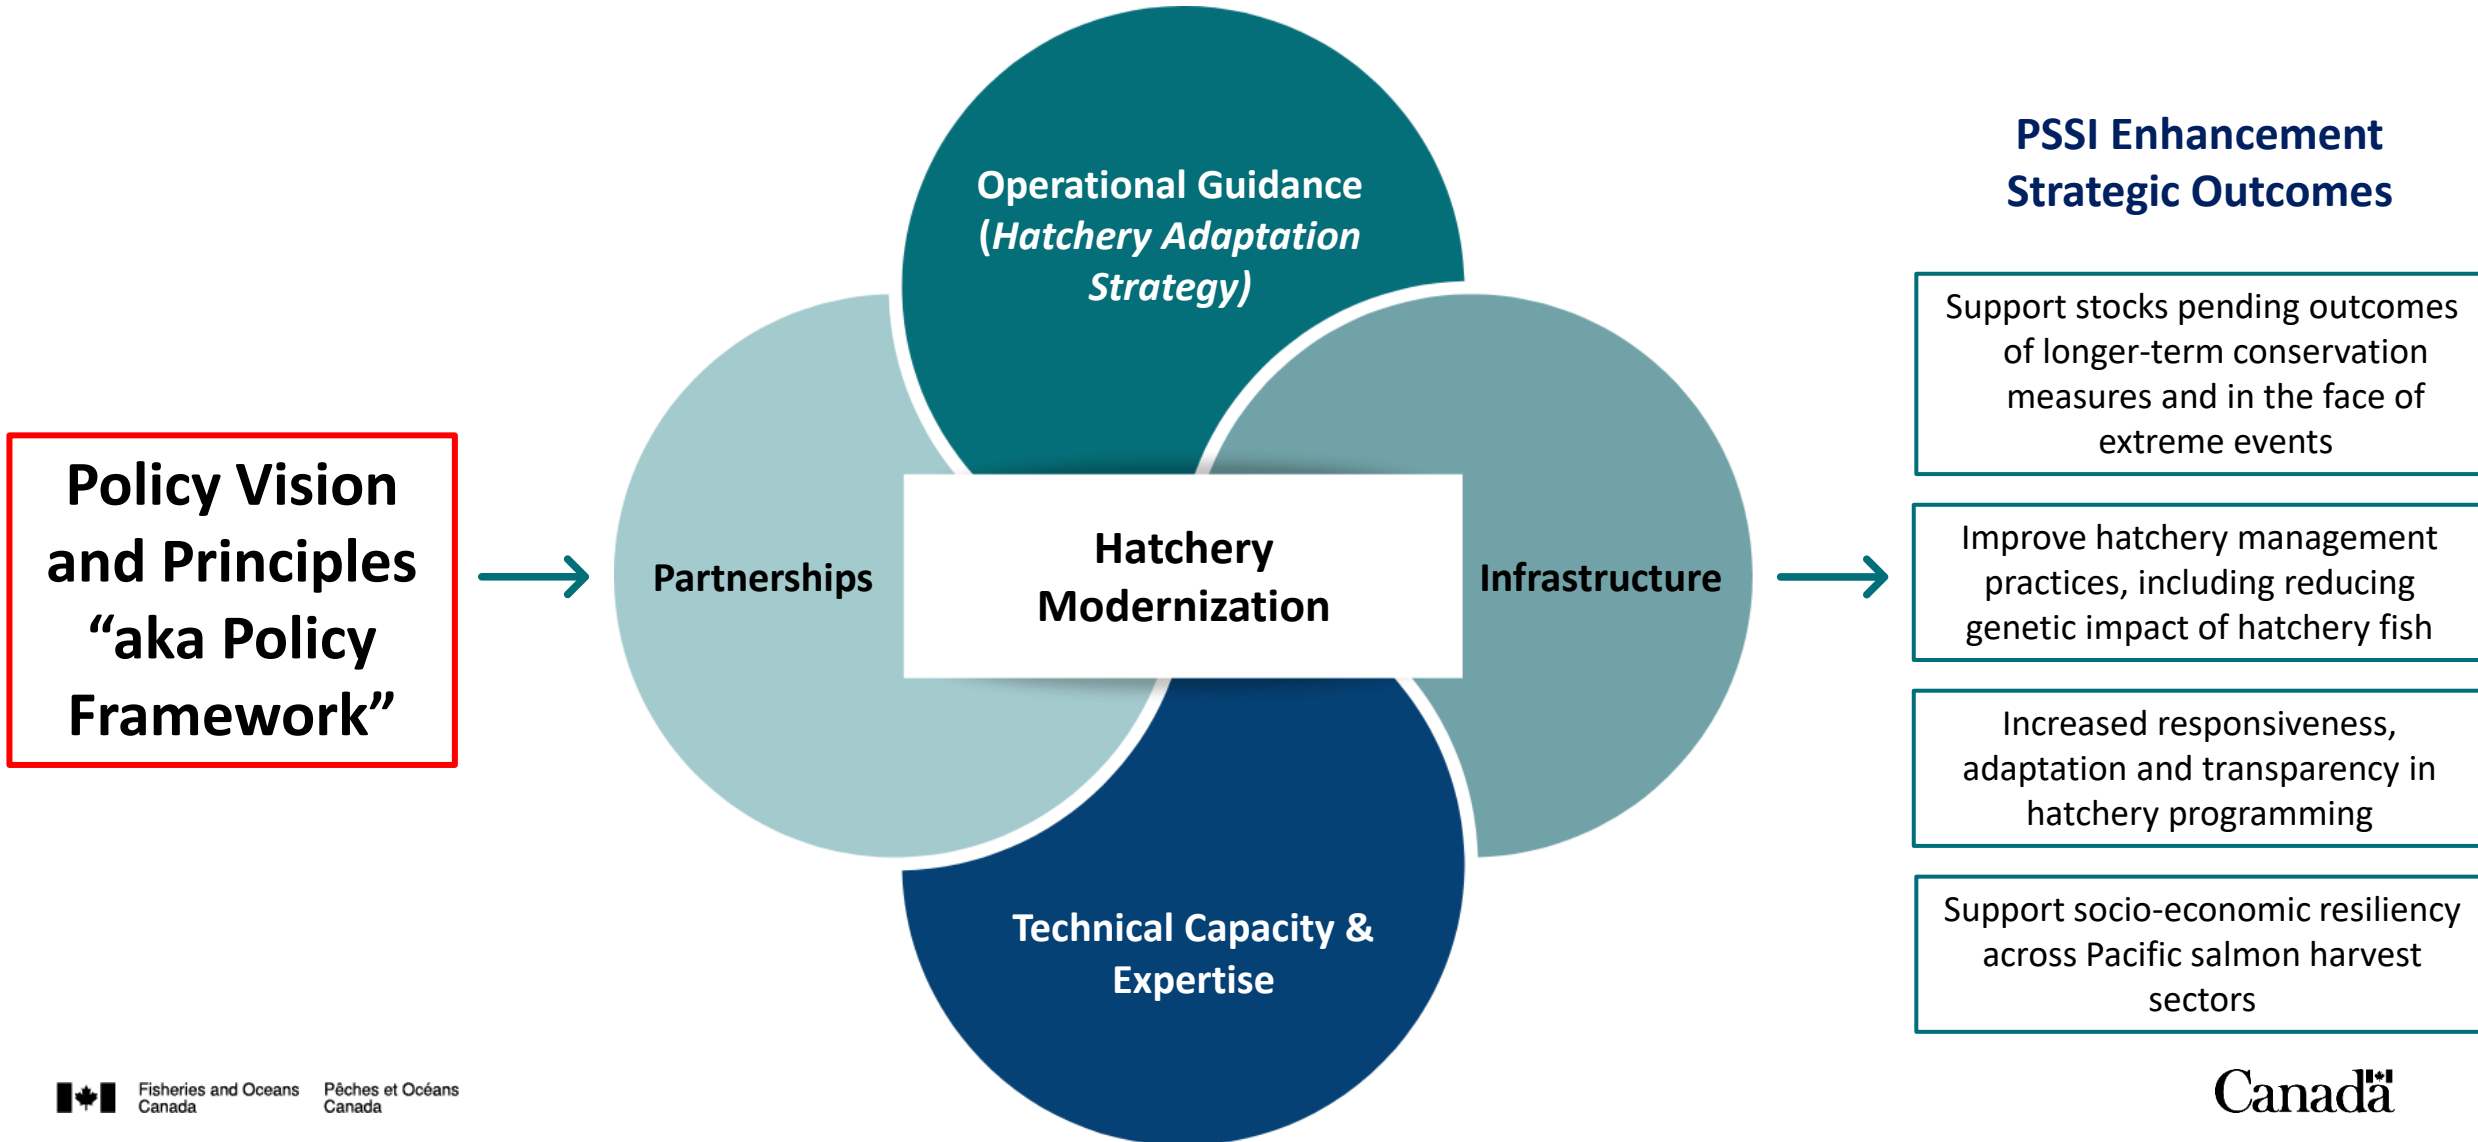 Policy Vision
and Principles
“aka Policy
Framework”
Operational Guidance
(Hatchery Adaptation
Strategy)
Partnerships
Hatchery
Modernization
Infrastructure
Technical Capacity &
Expertise
PSSI Enhancement
Strategic Outcomes
Support stocks pending outcomes
of longer-term conservation
measures and in the face of
extreme events
Improve hatchery management
practices, including reducing
genetic impact of hatchery fish
Increased responsiveness,
adaptation and transparency in
hatchery programming
Support socio-economic resiliency
across Pacific salmon harvest
sectors
Fisheries and Oceans
Canada
Pêches et Océans
Canada
Canada